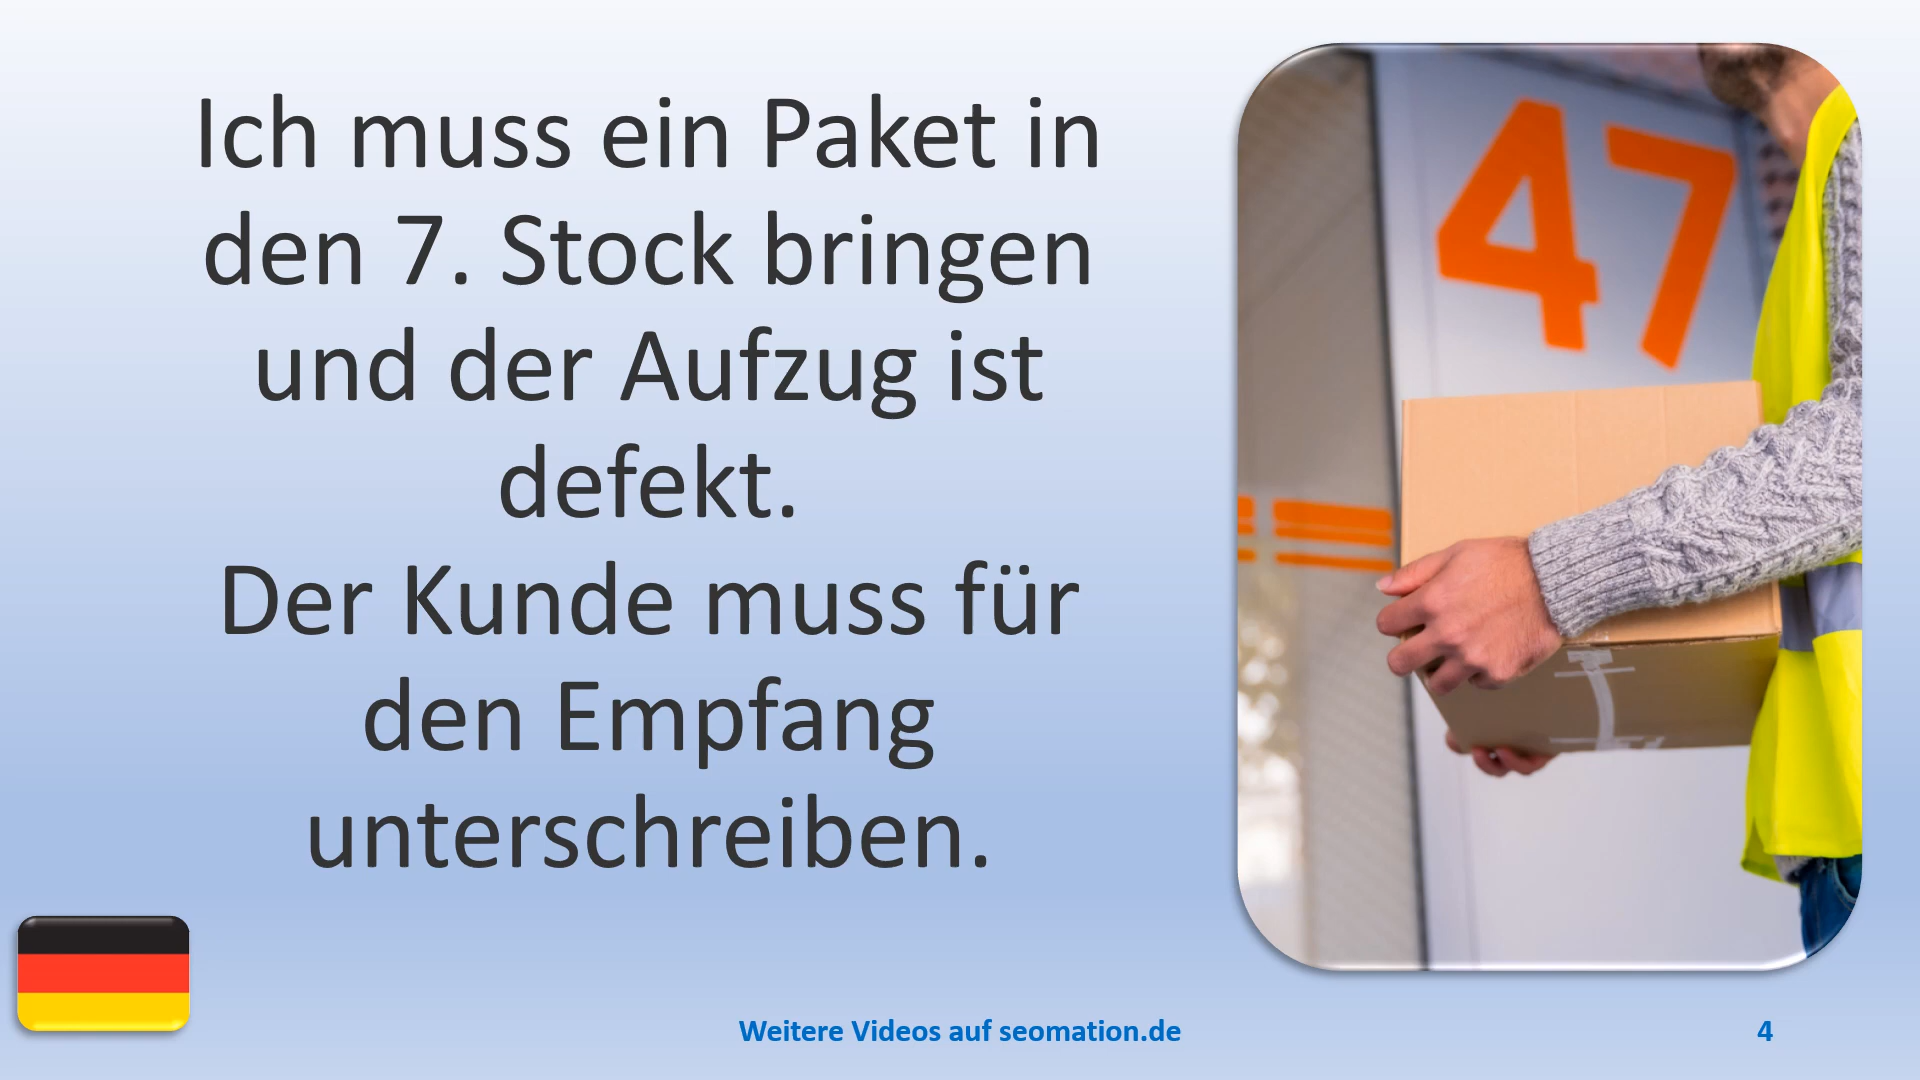 Ich muss ein Paket in
den 7. Stock bringen
und der Aufzug ist
defekt.
Der Kunde muss für
den Empfang
unterschreiben.
47
Weitere Videos auf seomation.de
4